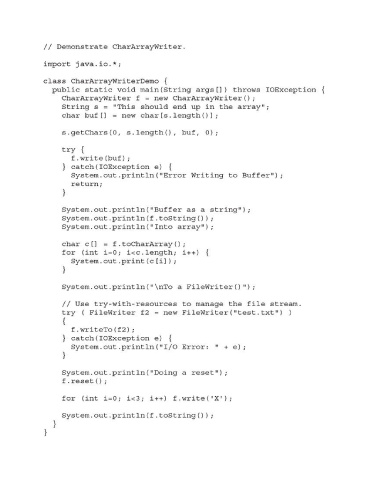 // Demonstrate CharArrayWriter.

import java.io.*;

class CharArrayWriterDemo {
  public static void main(String args[]) throws IOException {
    CharArrayWriter f = new CharArrayWriter();
    String s = "This should end up in the array";
    char buf[] = new char[s.length()];

    s.getChars(0, s.length(), buf, 0);

    try {
      f.write(buf);
    } catch(IOException e) {
      System.out.println("Error Writing to Buffer");
      return;
    }

    System.out.println("Buffer as a string");
    System.out.println(f.toString());
    System.out.println("Into array");

    char c[] = f.toCharArray();
    for (int i=0; i<c.length; i++) {
      System.out.print(c[i]);
    }

    System.out.println("\nTo a FileWriter()");

    // Use try-with-resources to manage the file stream.
    try ( FileWriter f2 = new FileWriter("test.txt") )
    {
      f.writeTo(f2);
    } catch(IOException e) {
      System.out.println("I/O Error: " + e);
    }

    System.out.println("Doing a reset");
    f.reset();

    for (int i=0; i<3; i++) f.write('X');

    System.out.println(f.toString());
  }
}